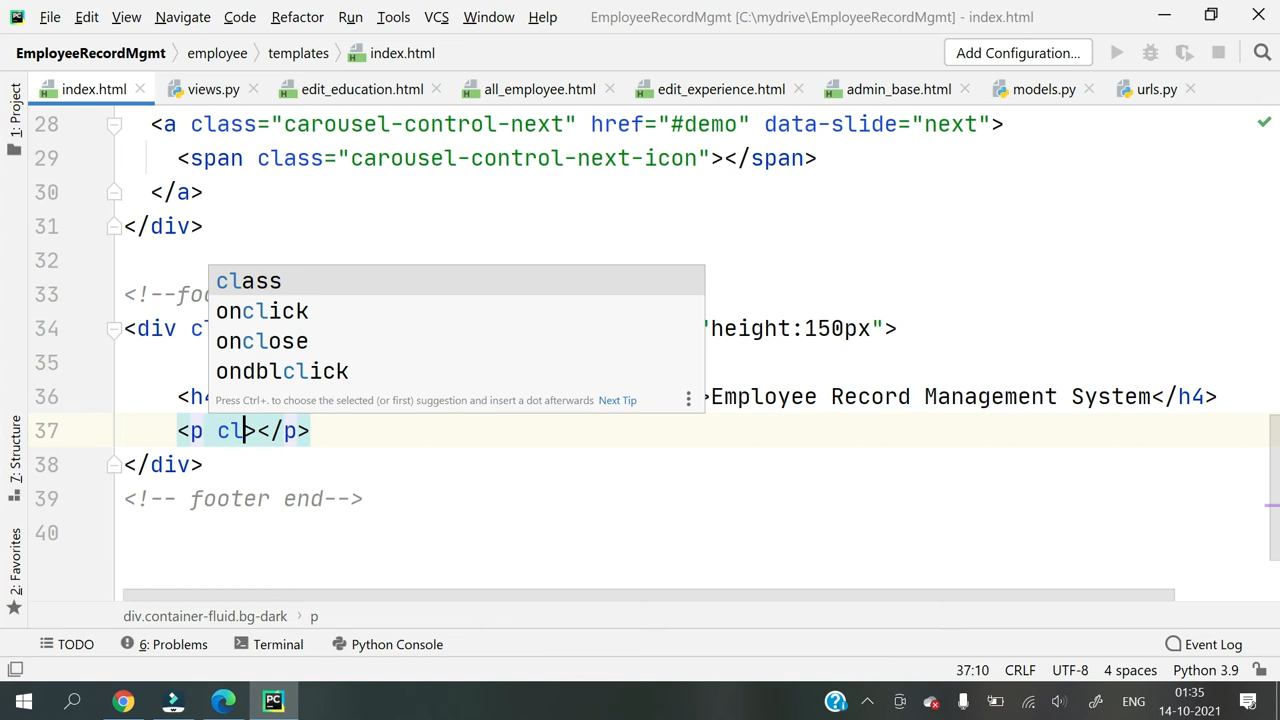 File Edit View Navigate Code Refactor Run Tools VCS Window Help EmployeeRecordMgmt [C:\mydrive\EmployeeRecordMgmt] - index.html
EmployeeRecordMgmt employee templates index.html Add Configuration...
1: Project index.html views.py edit_education.html all_employee.html edit_experience.html admin_base.html models.py urls.py
28 <a class="carousel-control-next" href="#demo" data-slide="next">
29 <span class="carousel-control-next-icon"></span>
30 </a>
31 </div>
32
class
33 <!--foo
onclick
34 <div cl "height:150px">
onclose
35
ondblclick
36 <h4 >Employee Record Management System</h4>
Press Ctrl+. to choose the selected (or first) suggestion and insert a dot afterwards Next Tip
37 <p cl></p>
38 </div>
39 <!-- footer end-->
40
7: Structure
2: Favorites
div.container-fluid.bg-dark p
TODO 6: Problems Terminal Python Console Event Log
37:10 CRLF UTF-8 4 spaces Python 3.9
PC ENG 01:35
14-10-2021